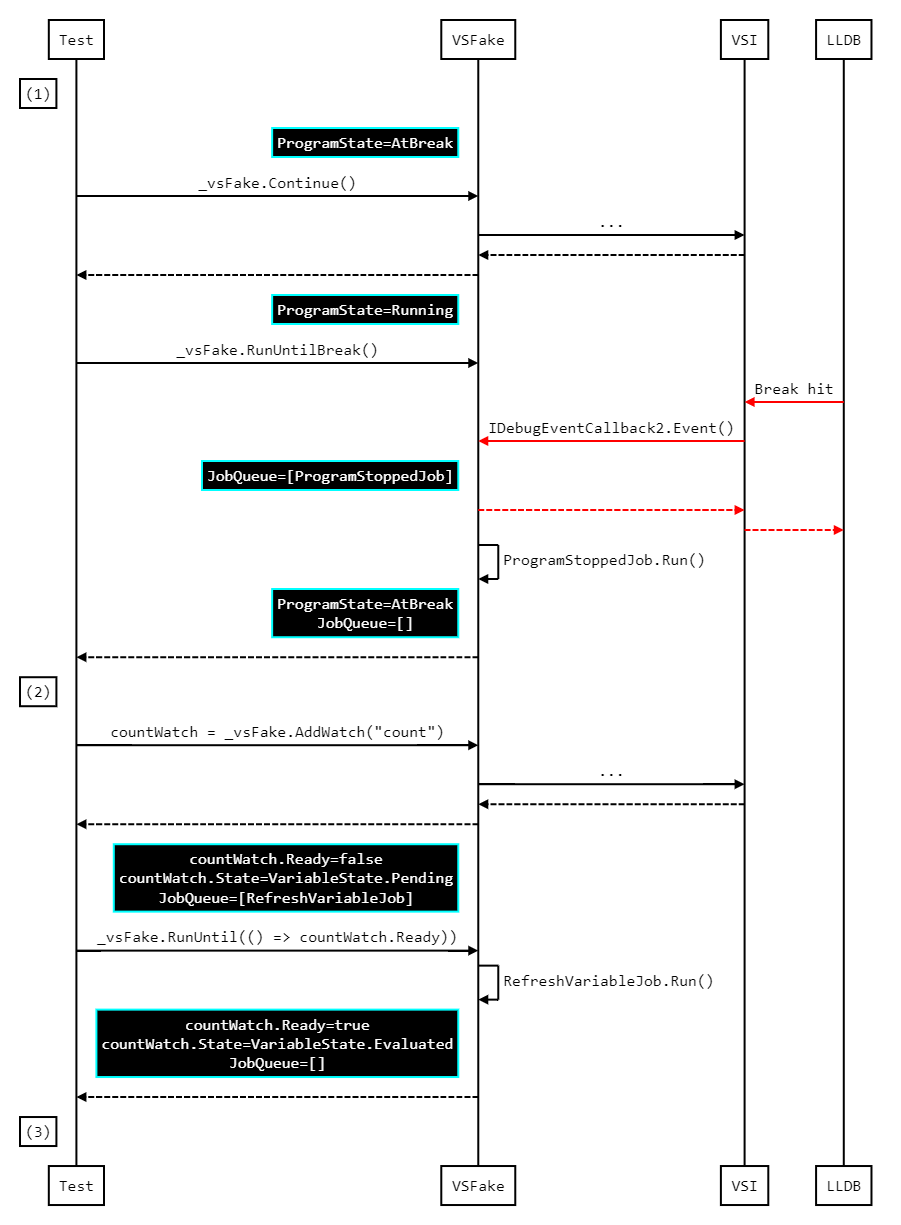 Test
VSFake
VSI
LLDB
(1)
ProgramState=AtBreak
_vsFake.Continue()
...
ProgramState=Running
_vsFake.RunUntilBreak()
Break hit
IDebugEventCallback2.Event()
JobQueue=[ProgramStoppedJob]
ProgramStoppedJob.Run()
ProgramState=AtBreak
JobQueue=[]
(2)
countWatch = _vsFake.AddWatch("count")
...
countWatch.Ready=false
countWatch.State=VariableState.Pending
JobQueue=[RefreshVariableJob]
_vsFake.RunUntil(() => countWatch.Ready))
RefreshVariableJob.Run()
countWatch.Ready=true
countWatch.State=VariableState.Evaluated
JobQueue=[]
(3)
Test
VSFake
VSI
LLDB